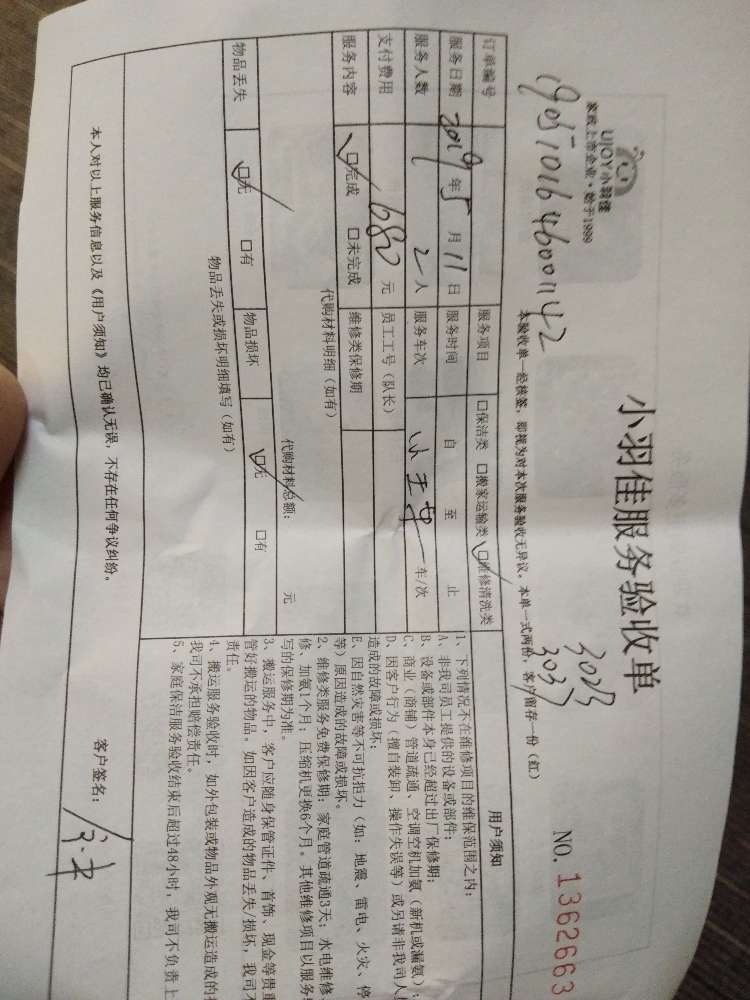 UJOY小羽佳
家政上市企业·始于1999
小羽佳服务验收单
3023
3037
NO. 1362663
本验收单一经核签,即视为对本次服务验收无异议。本单一式两份,客户留存一份(红)
订单编号 190510164600142
服务项目 □保洁类 □搬家运输类 ☑维修清洗类
服务日期 2019年5月11日 服务时间 自 至 止
服务人数 2人 服务车次 车/次
支付费用 680元 员工工号(队长)
服务内容 ☑完成 □未完成 维修类保修期
代购材料明细(如有)
代购材料总额: 元
物品丢失 ☑无 □有 物品损坏 ☑无 □有
物品丢失或损坏明细填写(如有)
用户须知
1、下列情况不在维修项目的维保范围之内:
A、非我司员工提供的设备或部件;
B、设备或部件本身已经超过出厂保修期;
C、商业(商铺)管道疏通、空调空机加氨(新机或漏氨);
D、因客户行为(擅自装卸、操作失误等)或另请非我司人
造成的故障或损坏;
E、因自然灾害等不可抗拒力(如:地震、雷电、火灾、停
等)原因造成的故障或损坏。
2、维修类服务免费保修期:家庭管道疏通3天;水电维修
修、加氨1个月;压缩机更换6个月。其他维修项目以服务
写的保修期为准。
3、搬运服务中,客户应随身保管证件、首饰、现金等贵重
管好搬运的物品。如因客户造成的物品丢失/损坏,我司不
责任。
4、搬运服务验收时,如外包装或物品外观无搬运造成的
我司不承担赔偿责任。
5、家庭保洁服务验收结束后超过48小时,我司不负责上
本人对以上服务信息以及《用户须知》均已确认无误,不存在任何争议纠纷。
客户签名: